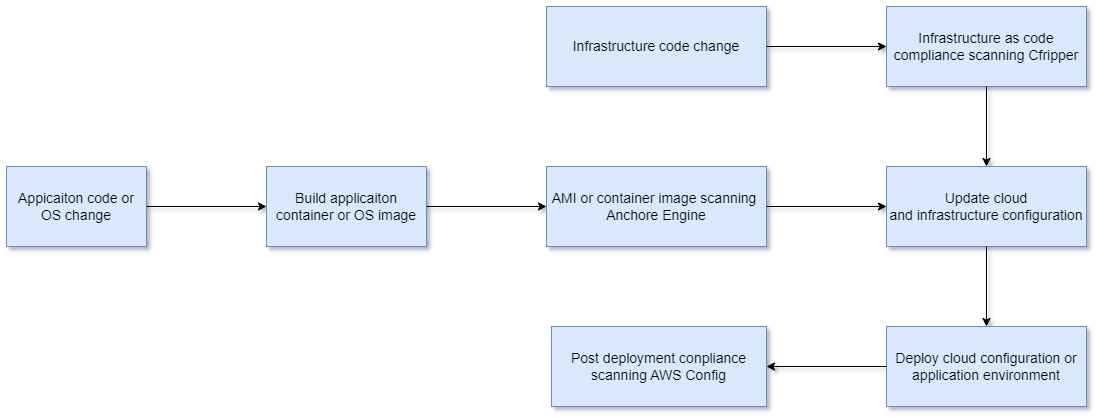 Infrastructure code change
Infrastructure as code
compliance scanning Cfripper
Appicaiton code or
OS change
Build applicaiton
container or OS image
AMI or container image scanning
Anchore Engine
Update cloud
and infrastructure configuration
Post deployment conpliance
scanning AWS Config
Deploy cloud configuration or
application environment